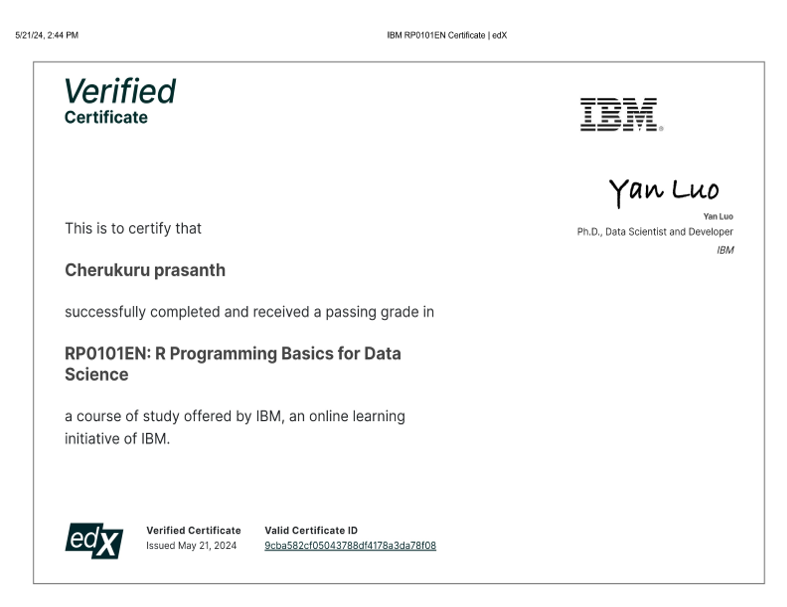 5/21/24, 2:44 PM
IBM RP0101EN Certificate | edX
Verified
Certificate
IBM®
Yan Luo
Yan Luo
Ph.D., Data Scientist and Developer
IBM
This is to certify that
Cherukuru prasanth
successfully completed and received a passing grade in
RP0101EN: R Programming Basics for Data
Science
a course of study offered by IBM, an online learning
initiative of IBM.
edX
Verified Certificate
Issued May 21, 2024
Valid Certificate ID
9cba582cf05043788df4178a3da78f08